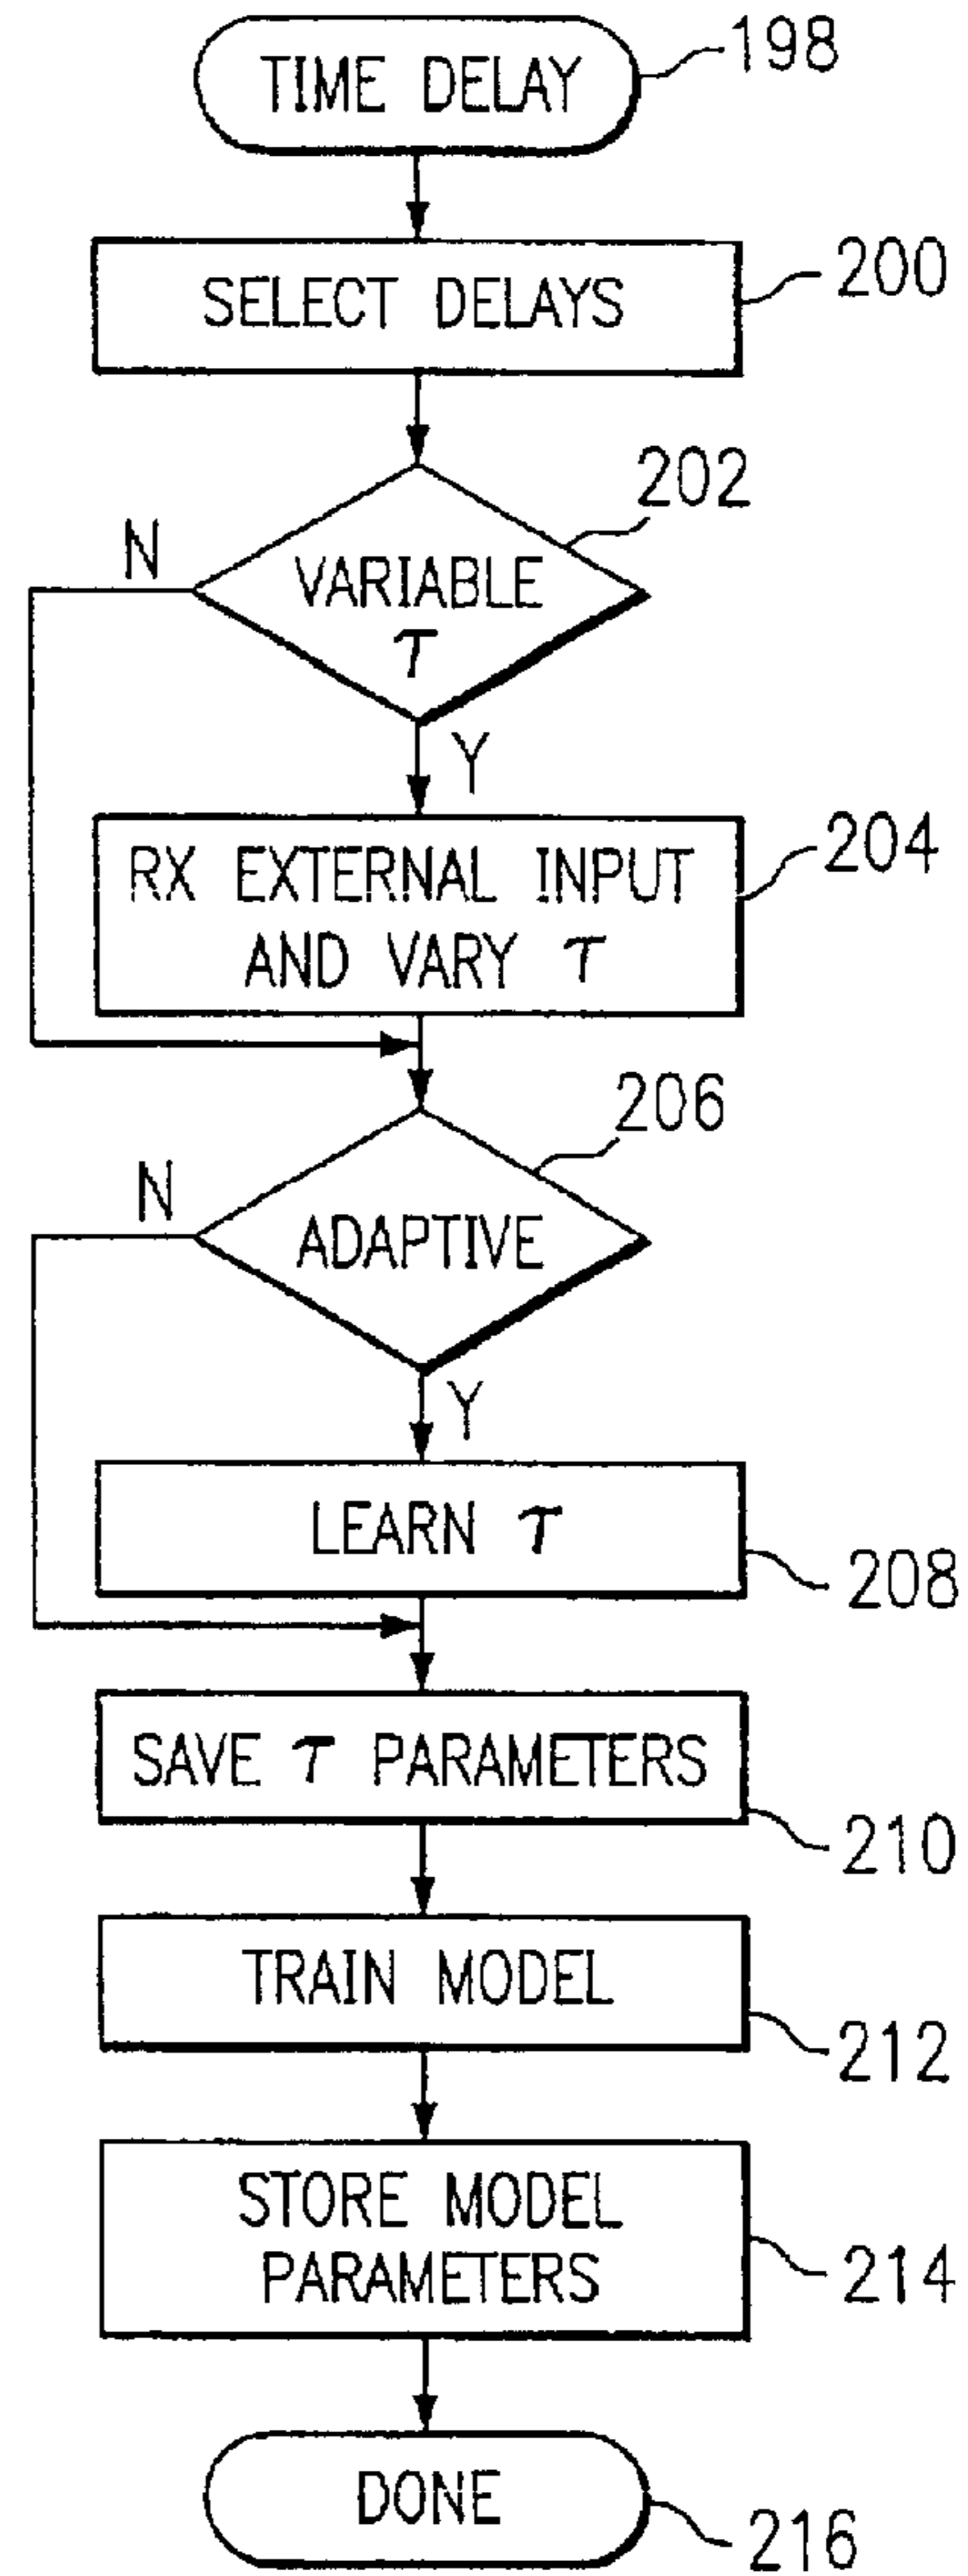 TIME DELAY
198
SELECT DELAYS
200
202
N
VARIABLE
τ
Y
RX EXTERNAL INPUT
AND VARY τ
204
206
N
ADAPTIVE
Y
LEARN τ
208
SAVE τ PARAMETERS
210
TRAIN MODEL
212
STORE MODEL
PARAMETERS
214
DONE
216